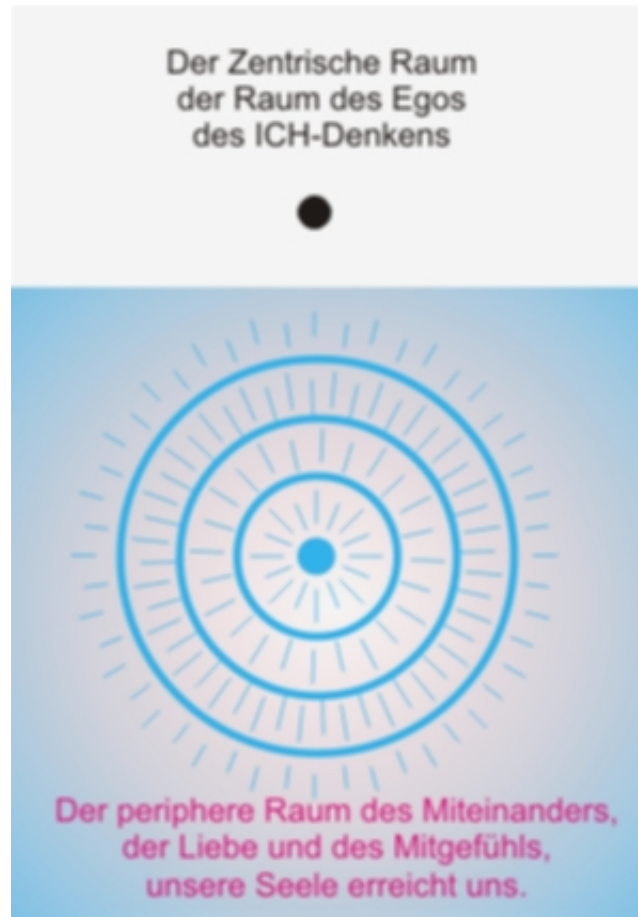 Der Zentrische Raum
der Raum des Egos
des ICH-Denkens
Der periphere Raum des Miteinanders,
der Liebe und des Mitgefühls,
unsere Seele erreicht uns.